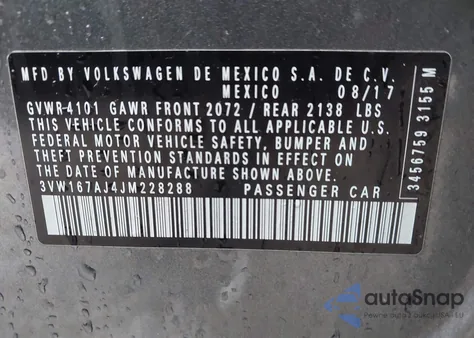 MFD.BY VOLKSWAGEN DE MEXICO S.A. DE C.V.
MEXICO 08/17
GVWR 4101 GAWR FRONT 2072 / REAR 2138 LBS
THIS VEHICLE CONFORMS TO ALL APPLICABLE
FEDERAL MOTOR VEHICLE SAFETY, BUMPER, AND
THEFT PREVENTION STANDARDS IN EFFECT ON
THE DATE OF MANUFACTURE SHOWN ABOVE.
3VW167AJ4JM228288 PASSENGER CAR
3456759 3155 M
autoSnap